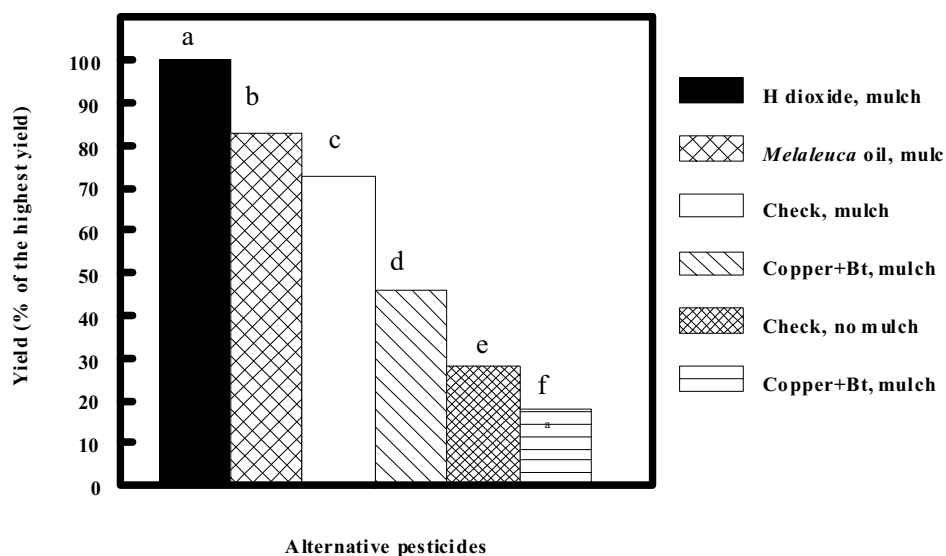 a
b
c
d
e
f
a
100
90
80
70
60
50
40
30
20
10
0
Yield (% of the highest yield)
Alternative pesticides
H dioxide, mulch
Melaleuca oil, mulc
Check, mulch
Copper+Bt, mulch
Check, no mulch
Copper+Bt, mulch